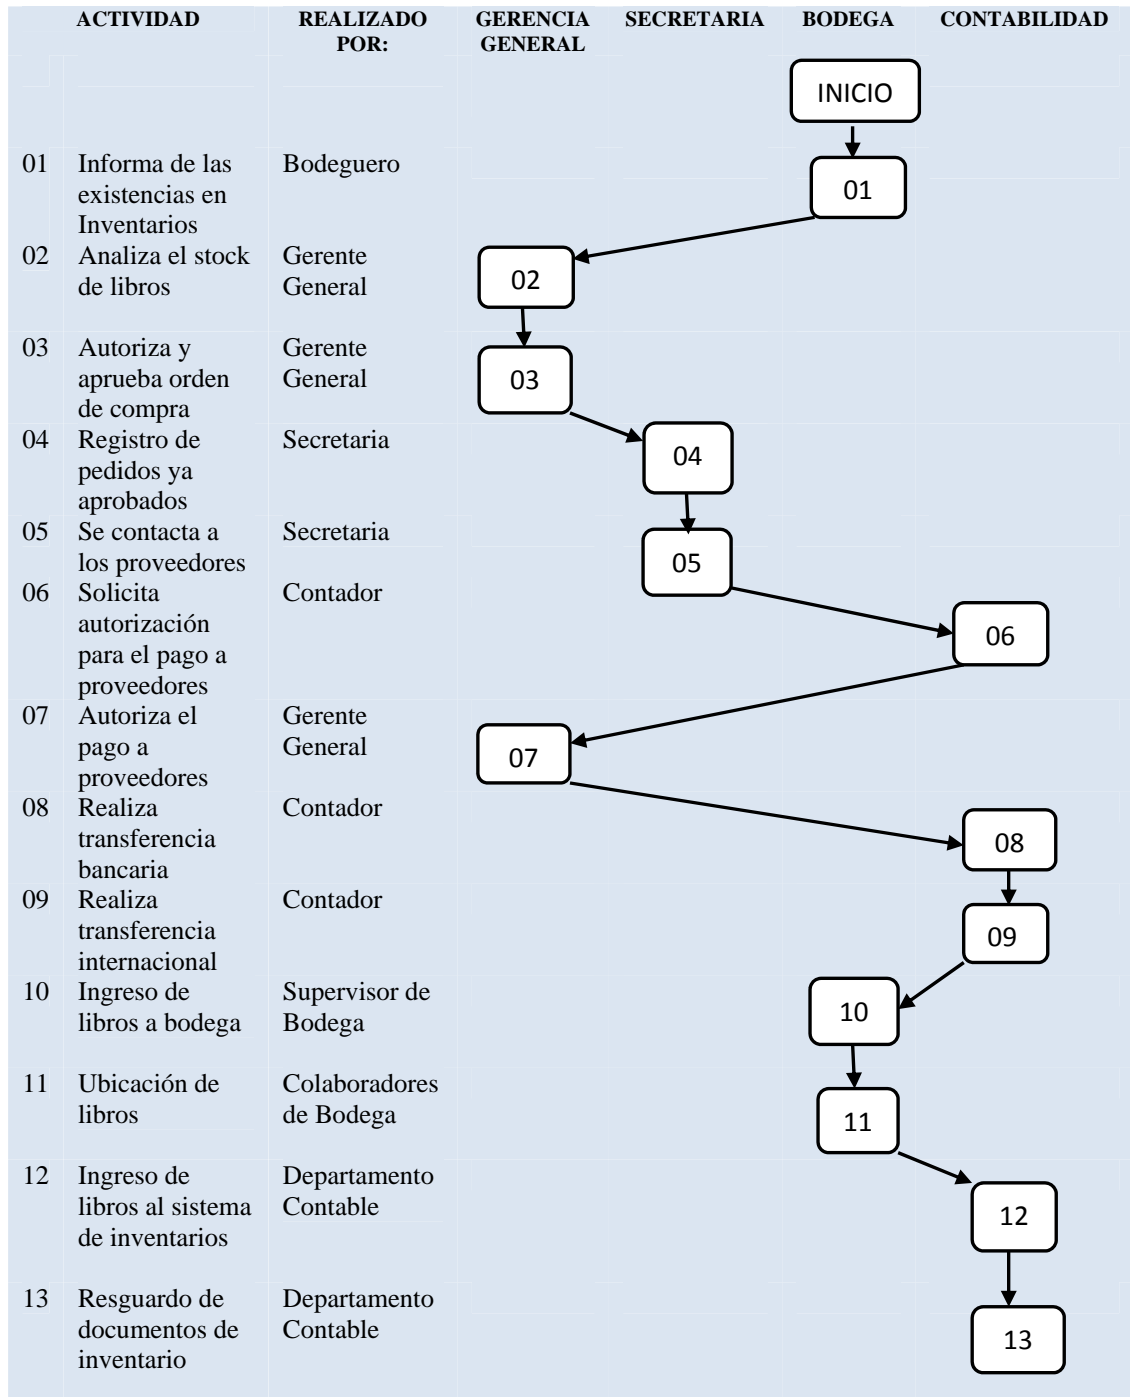 ACTIVIDAD REALIZADO POR: GERENCIA GENERAL SECRETARIA BODEGA CONTABILIDAD
INICIO
01 Informa de las Bodeguero
existencias en 01
Inventarios
02 Analiza el stock Gerente
de libros General 02
03 Autoriza y Gerente
aprueba orden General 03
de compra
04 Registro de Secretaria
pedidos ya 04
aprobados
05 Se contacta a Secretaria
los proveedores 05
06 Solicita Contador
autorización 06
para el pago a
proveedores
07 Autoriza el Gerente
pago a General 07
proveedores
08 Realiza Contador
transferencia 08
bancaria
09 Realiza Contador
transferencia 09
internacional
10 Ingreso de Supervisor de
libros a bodega Bodega 10
11 Ubicación de Colaboradores
libros de Bodega 11
12 Ingreso de Departamento
libros al sistema Contable 12
de inventarios
13 Resguardo de Departamento
documentos de Contable 13
inventario